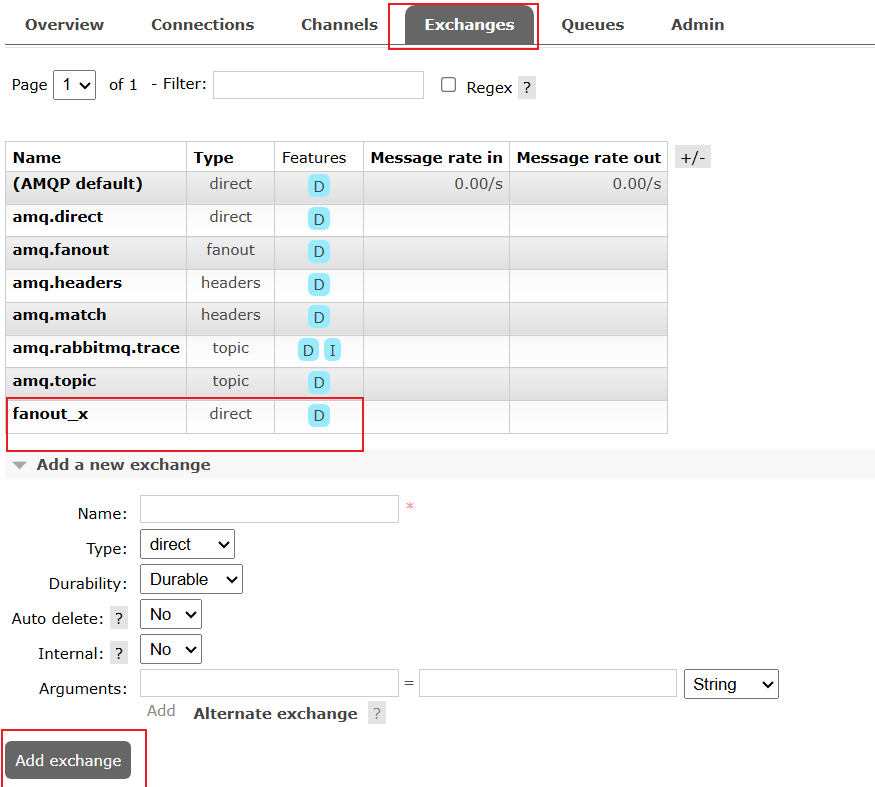 Overview Connections Channels Exchanges Queues Admin
Page 1 of 1 - Filter: Regex ?
Name Type Features Message rate in Message rate out +/-
(AMQP default) direct D 0.00/s 0.00/s
amq.direct direct D
amq.fanout fanout D
amq.headers headers D
amq.match headers D
amq.rabbitmq.trace topic D I
amq.topic topic D
fanout_x direct D
Add a new exchange
Name: *
Type: direct
Durability: Durable
Auto delete: ? No
Internal: ? No
Arguments: = String
Add Alternate exchange ?
Add exchange